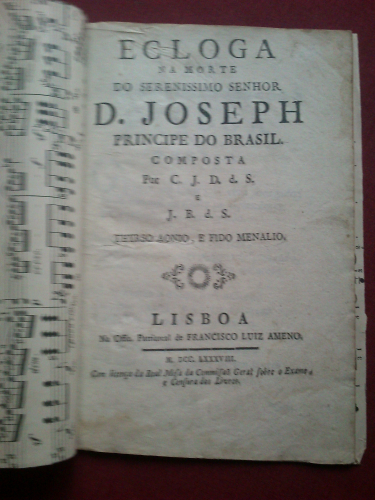 ECLOGA
NA MORTE
DO SERENISSIMO SENHOR
D. JOSEPH
PRINCIPE DO BRASIL.
COMPOSTA
Por C. J. D. d. S.
E
J. B. d. S.
THYRSO AONIO, E FIDO MENALIO.
LISBOA
Na Offic. Patriarcal de FRANCISCO LUIZ AMENO.
M. DCC. LXXXVIII.
Com licença da Real Mesa da Commissaõ Geral sobre o Exame,
e Censura dos Livros.